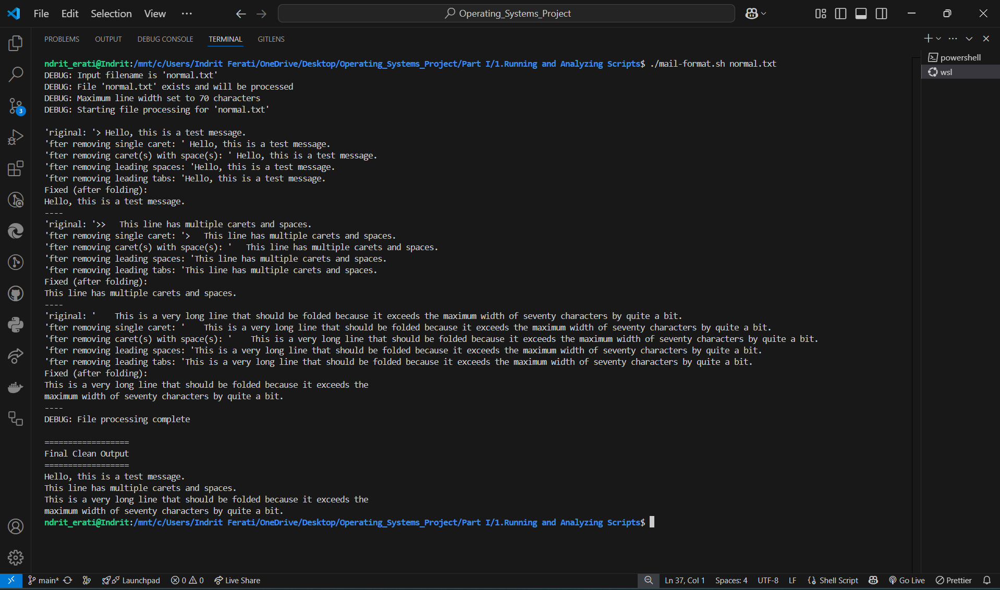 File Edit Selection View ··· Operating_Systems_Project
PROBLEMS OUTPUT DEBUG CONSOLE TERMINAL GITLENS
powershell
wsl
3
ndrit_erati@Indrit:/mnt/c/Users/Indrit Ferati/OneDrive/Desktop/Operating_Systems_Project/Part I/1.Running and Analyzing Scripts$ ./mail-format.sh normal.txt
DEBUG: Input filename is 'normal.txt'
DEBUG: File 'normal.txt' exists and will be processed
DEBUG: Maximum line width set to 70 characters
DEBUG: Starting file processing for 'normal.txt'
'riginal: '> Hello, this is a test message.
'fter removing single caret: ' Hello, this is a test message.
'fter removing caret(s) with space(s): ' Hello, this is a test message.
'fter removing leading spaces: 'Hello, this is a test message.
'fter removing leading tabs: 'Hello, this is a test message.
Fixed (after folding):
Hello, this is a test message.
----
'riginal: '>>   This line has multiple carets and spaces.
'fter removing single caret: '>   This line has multiple carets and spaces.
'fter removing caret(s) with space(s): '   This line has multiple carets and spaces.
'fter removing leading spaces: 'This line has multiple carets and spaces.
'fter removing leading tabs: 'This line has multiple carets and spaces.
Fixed (after folding):
This line has multiple carets and spaces.
----
'riginal: '    This is a very long line that should be folded because it exceeds the maximum width of seventy characters by quite a bit.
'fter removing single caret: '    This is a very long line that should be folded because it exceeds the maximum width of seventy characters by quite a bit.
'fter removing caret(s) with space(s): '    This is a very long line that should be folded because it exceeds the maximum width of seventy characters by quite a bit.
'fter removing leading spaces: 'This is a very long line that should be folded because it exceeds the maximum width of seventy characters by quite a bit.
'fter removing leading tabs: 'This is a very long line that should be folded because it exceeds the maximum width of seventy characters by quite a bit.
Fixed (after folding):
This is a very long line that should be folded because it exceeds the
maximum width of seventy characters by quite a bit.
----
DEBUG: File processing complete
==================
Final Clean Output
==================
Hello, this is a test message.
This line has multiple carets and spaces.
This is a very long line that should be folded because it exceeds the
maximum width of seventy characters by quite a bit.
ndrit_erati@Indrit:/mnt/c/Users/Indrit Ferati/OneDrive/Desktop/Operating_Systems_Project/Part I/1.Running and Analyzing Scripts$
main* Launchpad 0 0 Live Share Ln 37, Col 1 Spaces: 4 UTF-8 LF Shell Script Go Live Prettier